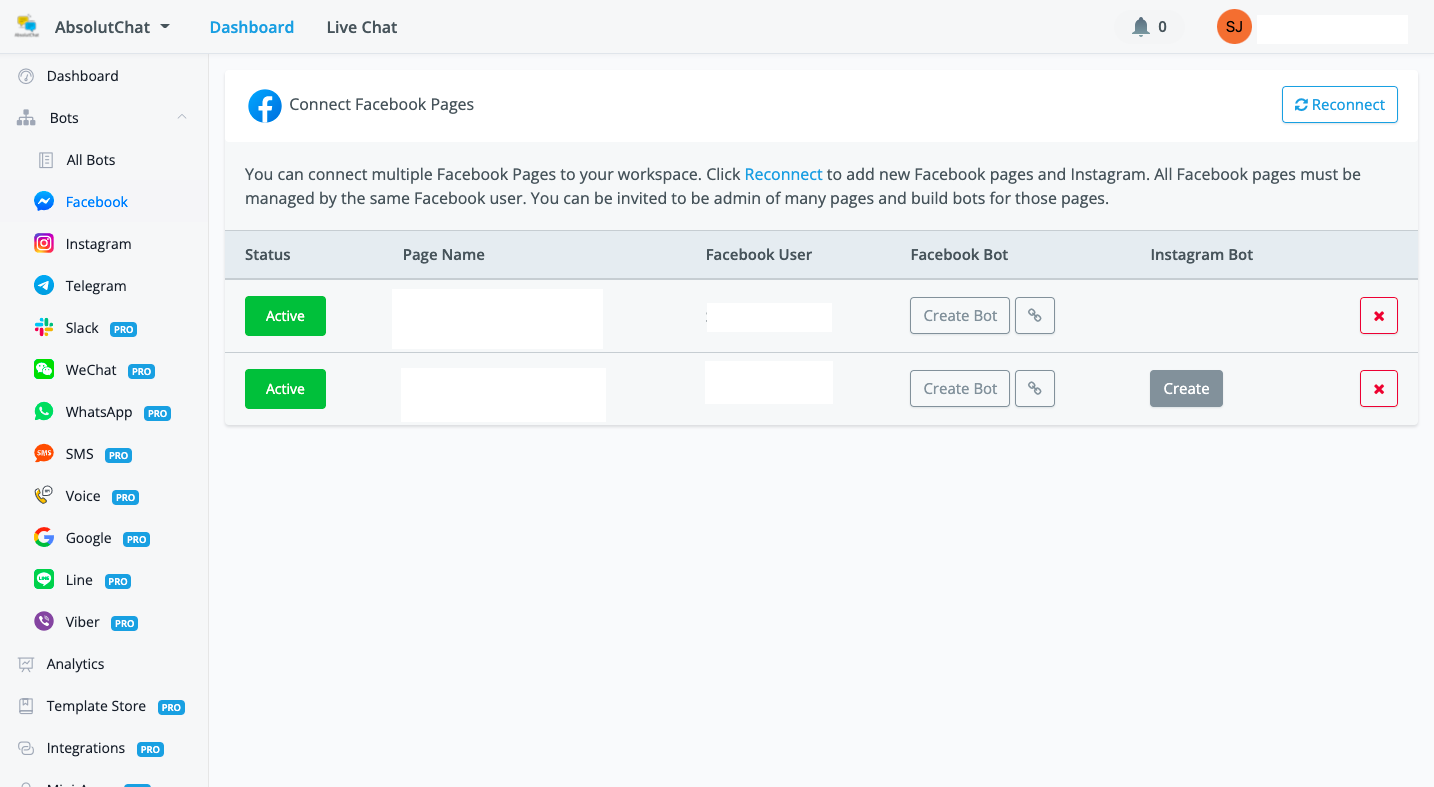 AbsolutChat
Dashboard
Live Chat
0
SJ
Dashboard
Bots
All Bots
Facebook
Instagram
Telegram
Slack PRO
WeChat PRO
WhatsApp PRO
SMS SMS PRO
Voice PRO
Google PRO
Line PRO
Viber PRO
Analytics
Template Store PRO
Integrations PRO
Connect Facebook Pages
Reconnect
You can connect multiple Facebook Pages to your workspace. Click Reconnect to add new Facebook pages and Instagram. All Facebook pages must be
managed by the same Facebook user. You can be invited to be admin of many pages and build bots for those pages.
Status Page Name Facebook User Facebook Bot Instagram Bot
Active Create Bot
Active Create Bot Create